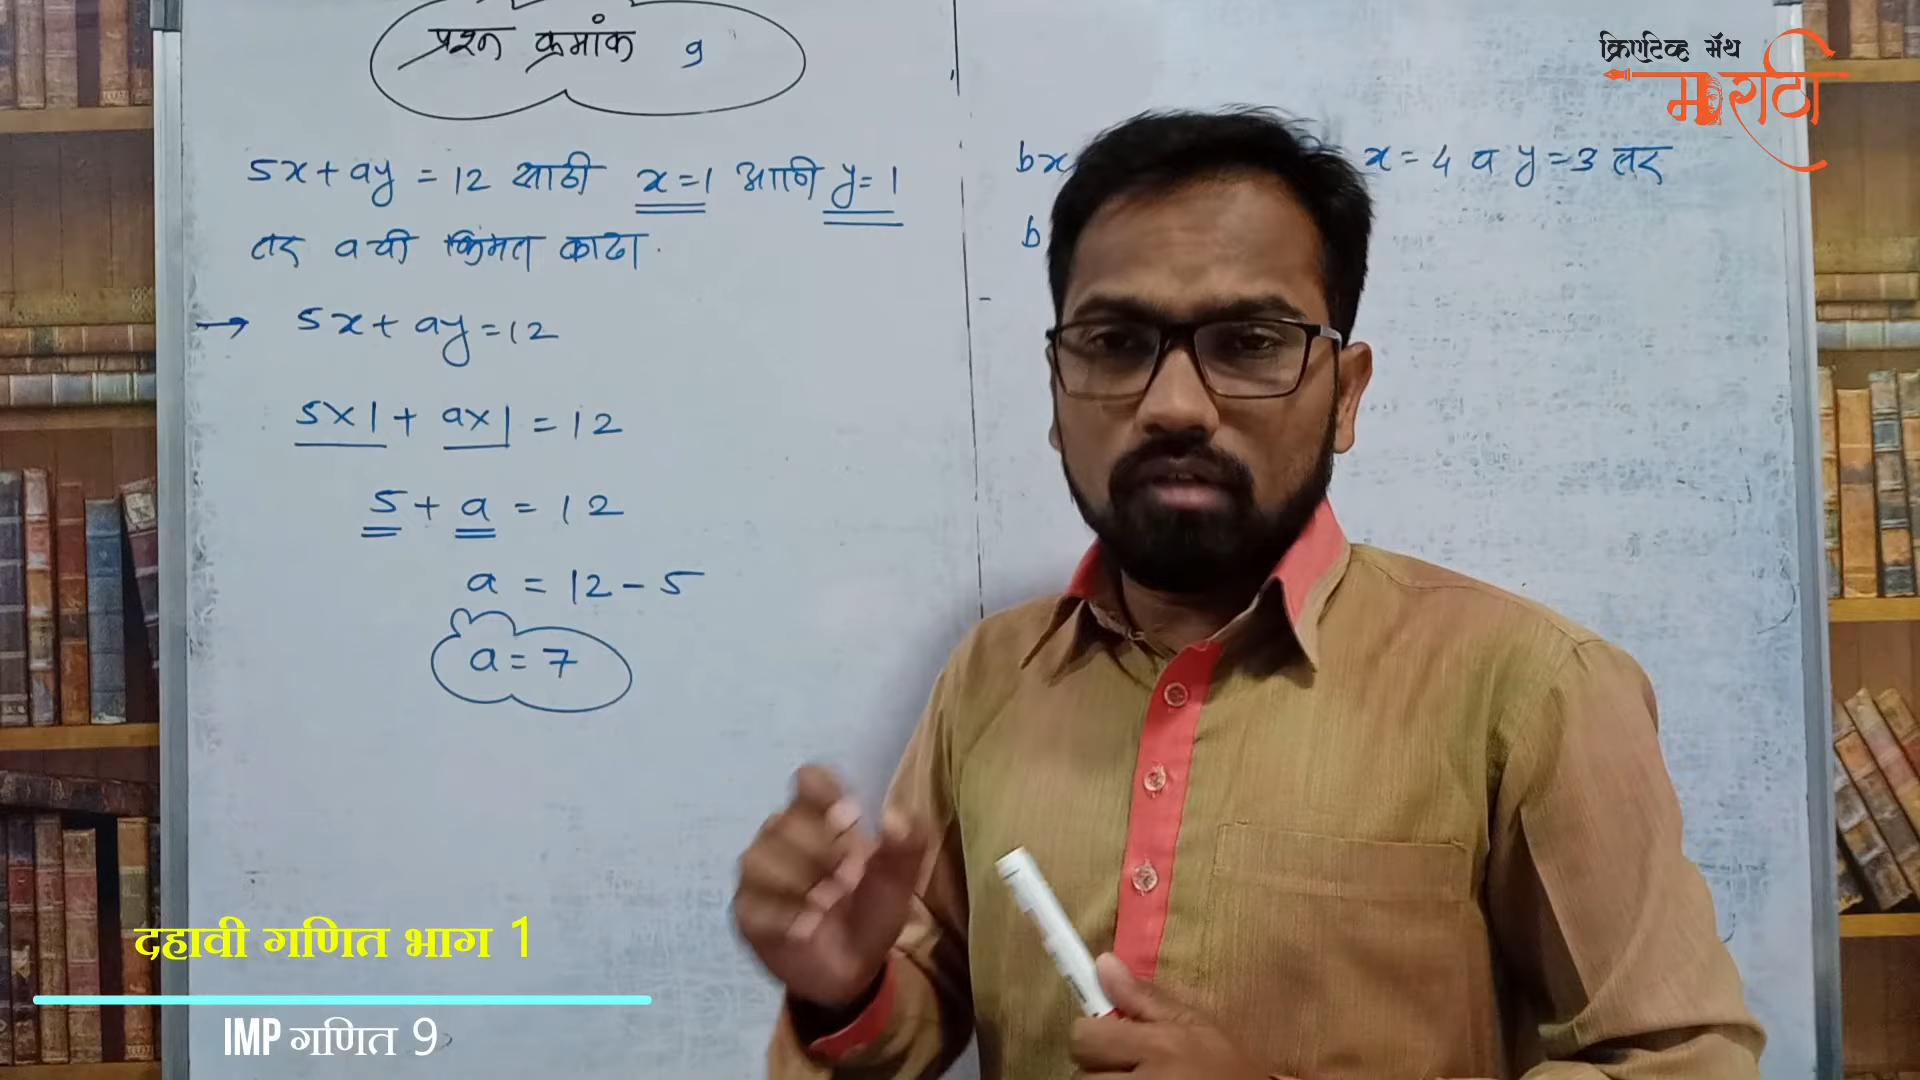 प्रश्न क्रमांक 9
5x+ay = 12 साठी x=1 आणि y=1
तर a ची किंमत काढा.
→ 5x+ay=12
5×1+ a×1 = 12
5 + a = 12
a = 12 - 5
a = 7
bx
x=4 व y=3 तर
b
क्रिएटिव्ह मॅथ
मराठी
दहावी गणित भाग 1
IMP गणित 9